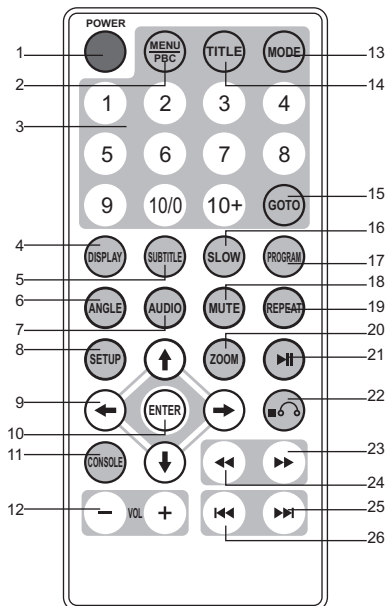 POWER
1
MENU
PBC
TITLE
MODE
13
2
14
3
1
2
3
4
5
6
7
8
9
10/0
10+
GOTO
15
16
4
DISPLAY
SUBTITLE
SLOW
PROGRAM
17
5
18
6
ANGLE
AUDIO
MUTE
REPEAT
19
7
20
8
SETUP
ZOOM
21
22
9
ENTER
10
11
CONSOLE
23
24
12
− VOL +
25
26